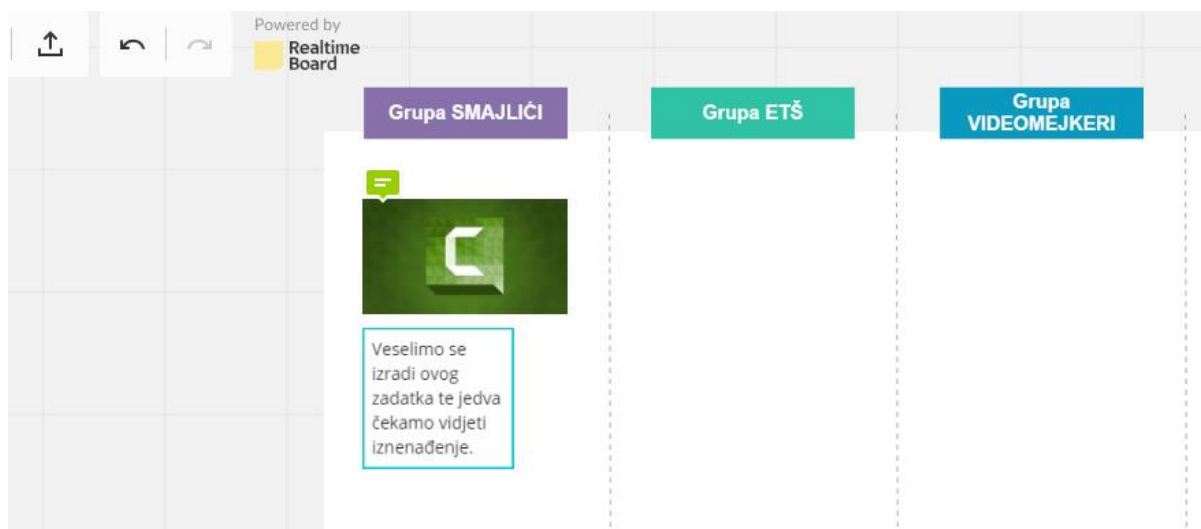 Powered by
Realtime
Board
Grupa SMAJLIĆI
Grupa ETŠ
Grupa
VIDEOMEJKERI
Veselimo se
izradi ovog
zadatka te jedva
čekamo vidjeti
iznenađenje.